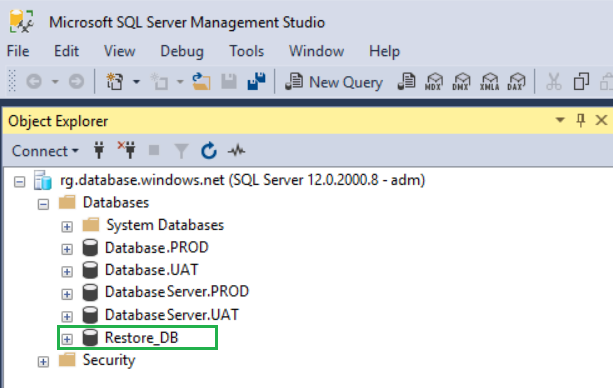 Microsoft SQL Server Management Studio
File Edit View Debug Tools Window Help
New Query MDX DMX XMLA DAX
Object Explorer
Connect
rg.database.windows.net (SQL Server 12.0.2000.8 - adm)
Databases
System Databases
Database.PROD
Database.UAT
DatabaseServer.PROD
DatabaseServer.UAT
Restore_DB
Security